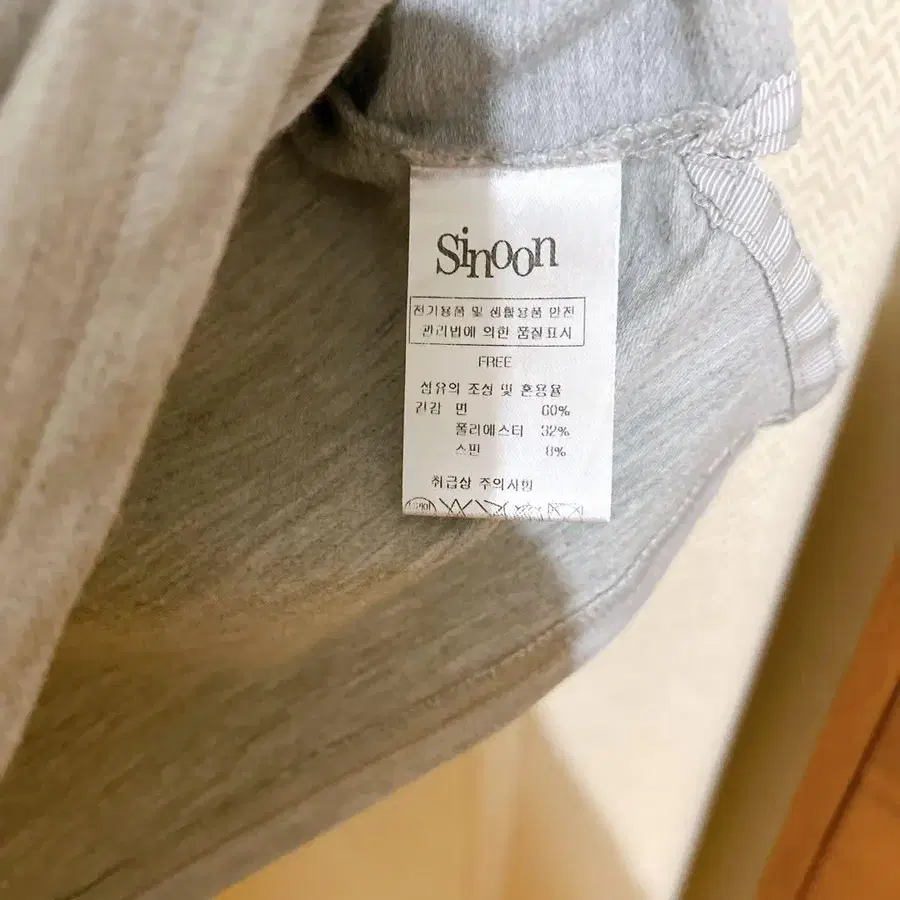 Sinoon
전기용품 및 생활용품 안전
관리법에 의한 품질표시
FREE
섬유의 조성 및 혼용율
겉감 면 60%
폴리에스터 32%
스판 8%
취급상 주의사항